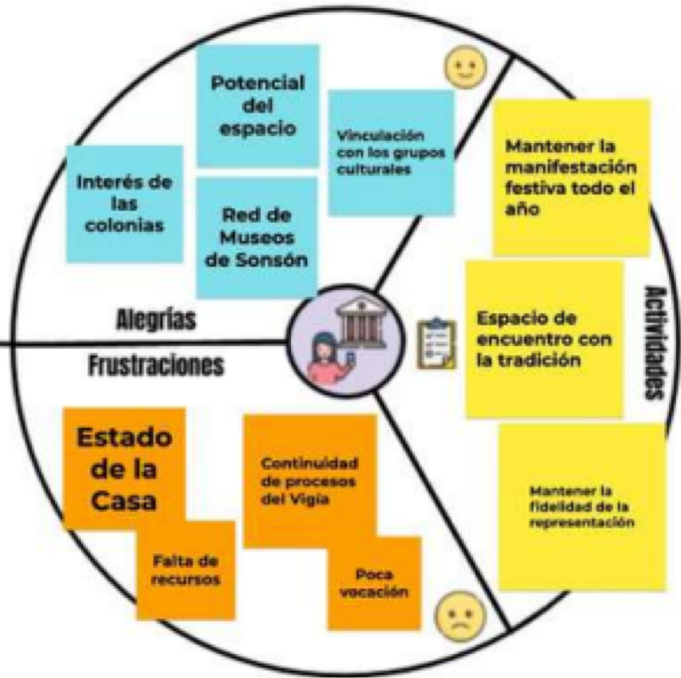 Potencial
del
espacio
Vinculación
con los grupos
culturales
Interés de
las
colonias
Red de
Museos
de Sonsón
Alegrías
Mantener la
manifestación
festiva todo el
año
Espacio de
encuentro con
la tradición
Mantener la
fidelidad de la
representación
Actividades
Frustraciones
Estado
de la
Casa
Continuidad
de procesos
del Vigía
Falta de
recursos
Poca
vocación